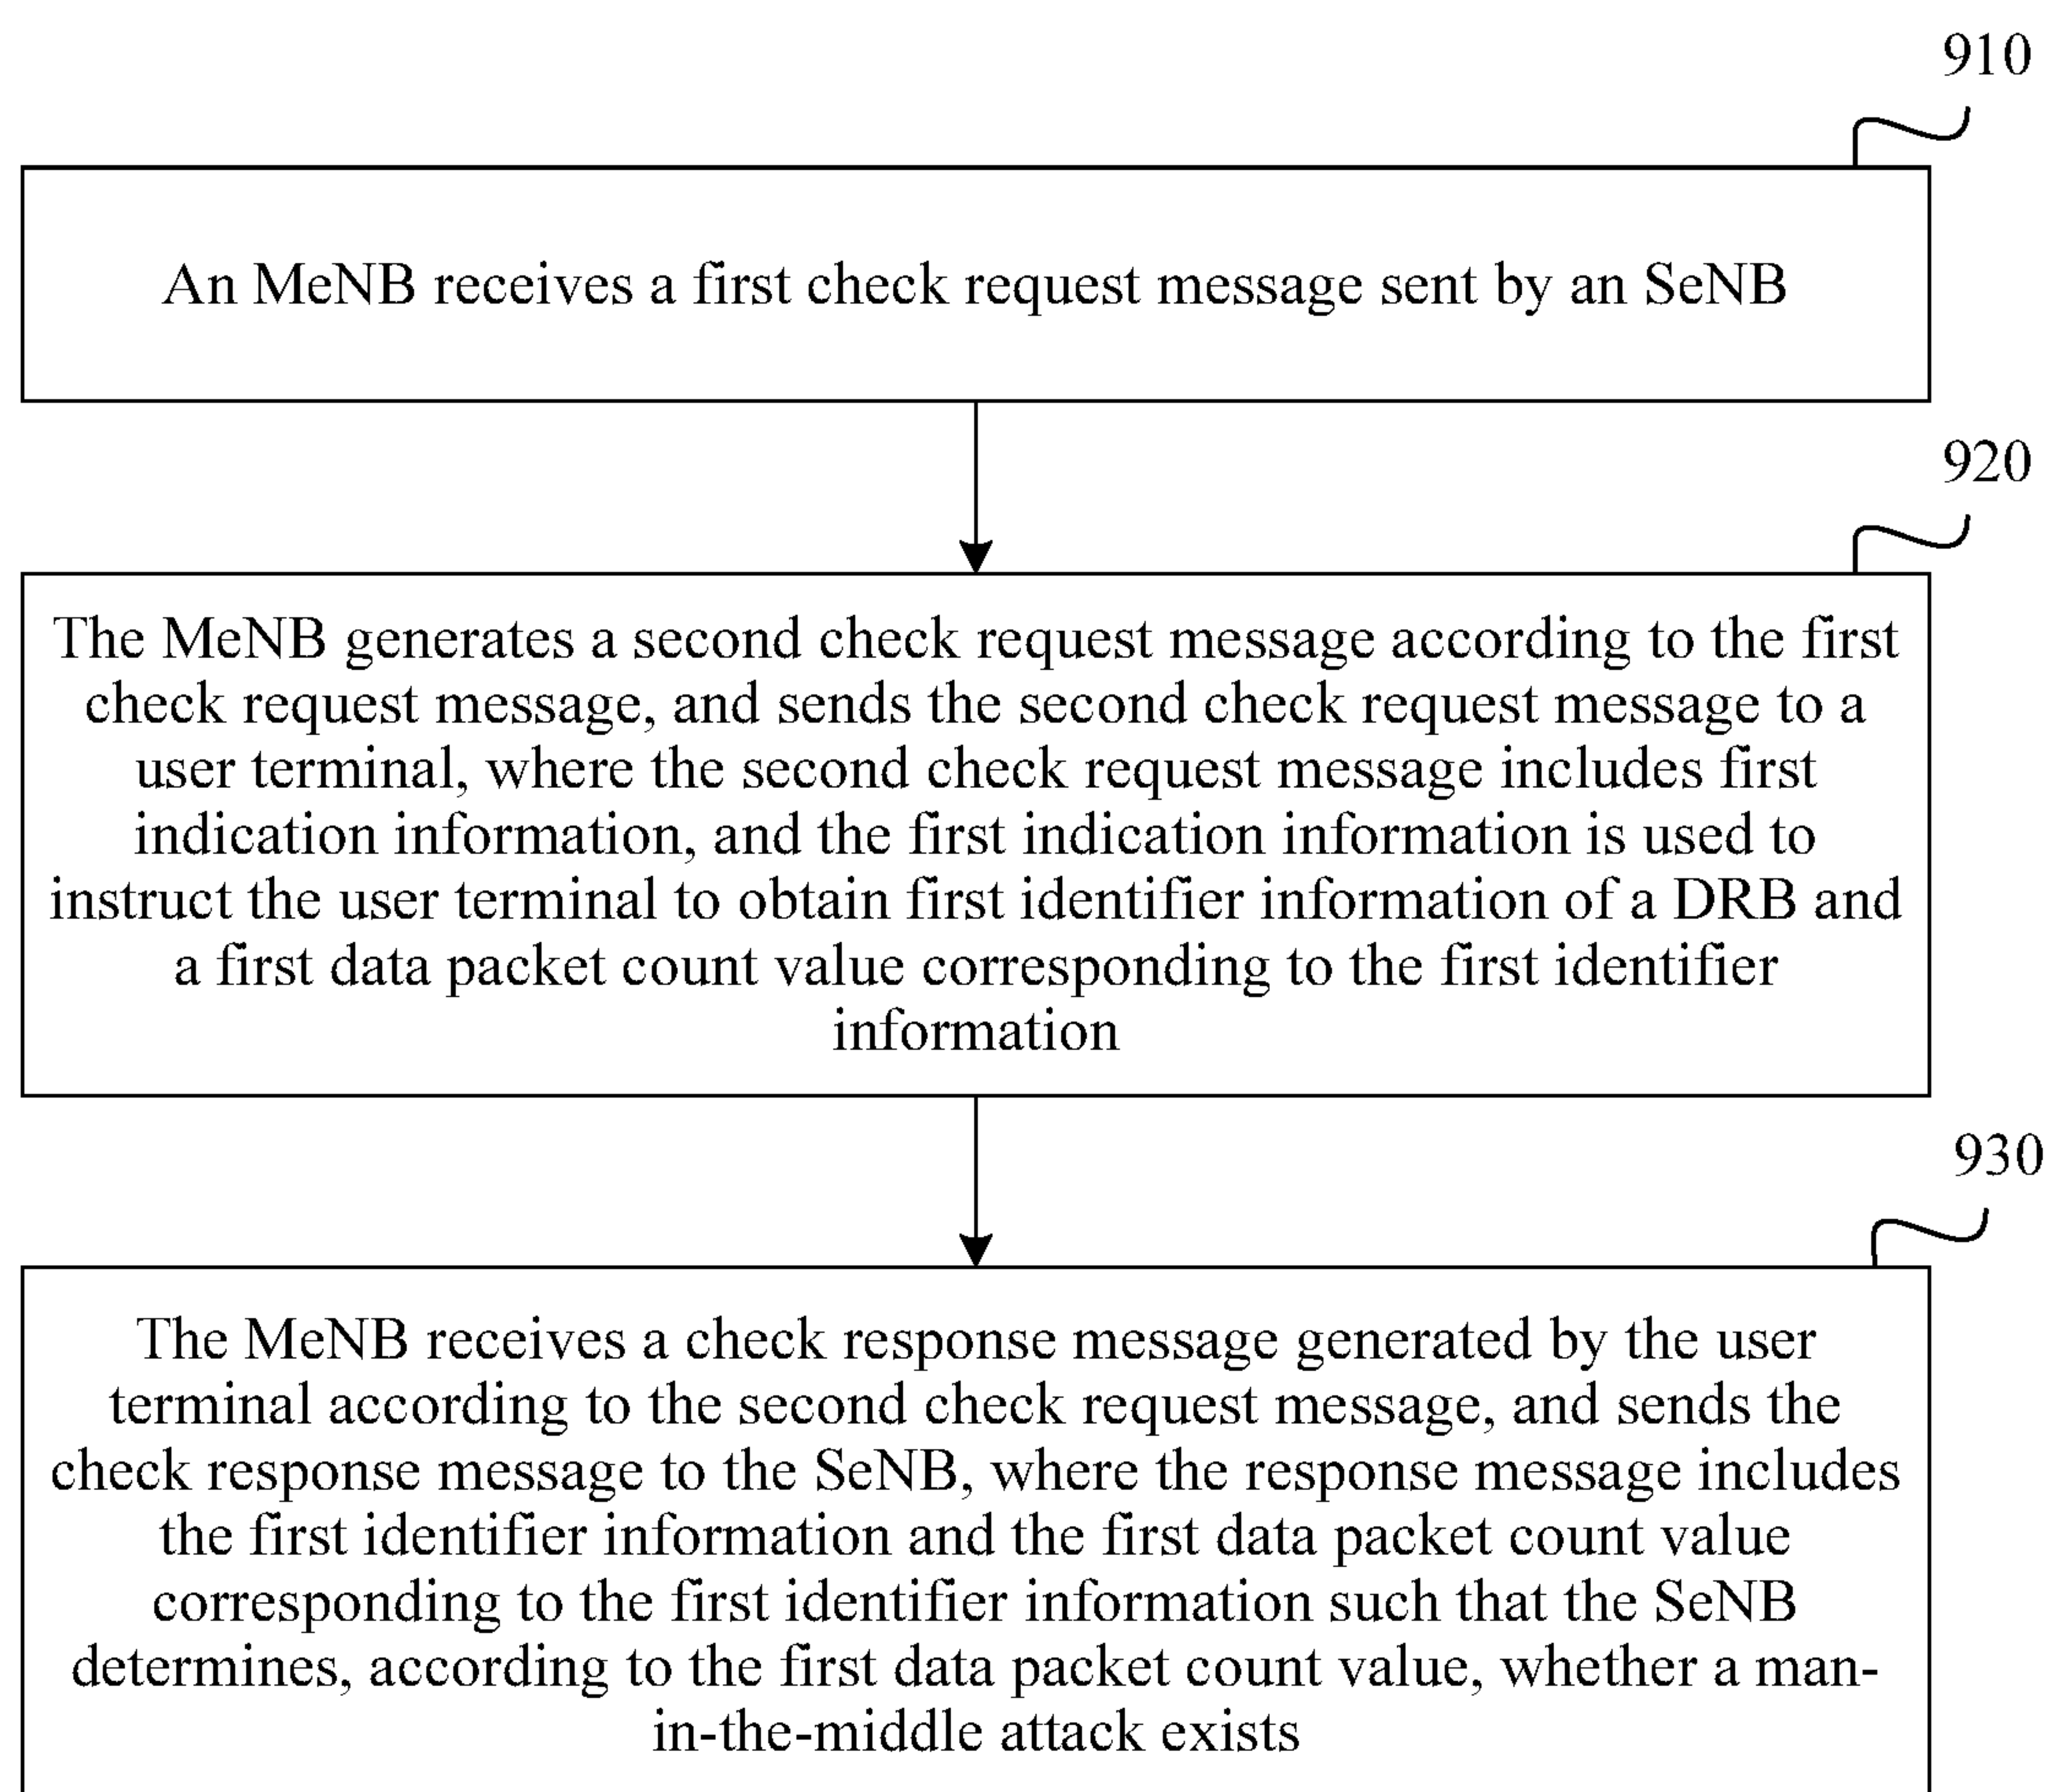 910
An MeNB receives a first check request message sent by an SeNB
920
The MeNB generates a second check request message according to the first
check request message, and sends the second check request message to a
user terminal, where the second check request message includes first
indication information, and the first indication information is used to
instruct the user terminal to obtain first identifier information of a DRB and
a first data packet count value corresponding to the first identifier
information
930
The MeNB receives a check response message generated by the user
terminal according to the second check request message, and sends the
check response message to the SeNB, where the response message includes
the first identifier information and the first data packet count value
corresponding to the first identifier information such that the SeNB
determines, according to the first data packet count value, whether a man-
in-the-middle attack exists